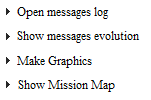 Open messages log
Show messages evolution
Make Graphics
Show Mission Map